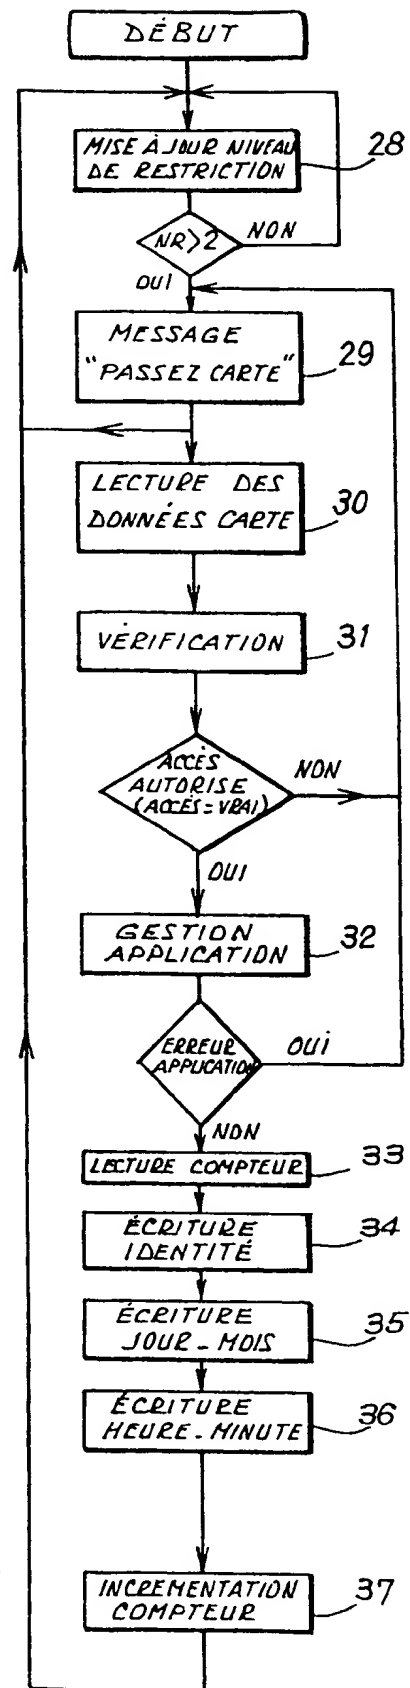 DÉBUT
MISE À JOUR NIVEAU
DE RESTRICTION
28
NR>2
NON
OUI
MESSAGE
"PASSEZ CARTE"
29
LECTURE DES
DONNÉES CARTE
30
VÉRIFICATION
31
ACCÈS
AUTORISE
(ACCÈS=VRAI)
NON
OUI
GESTION
APPLICATION
32
ERREUR
APPLICATION
OUI
NON
LECTURE COMPTEUR
33
ÉCRITURE
IDENTITÉ
34
ÉCRITURE
JOUR-MOIS
35
ÉCRITURE
HEURE-MINUTE
36
INCREMENTATION
COMPTEUR
37